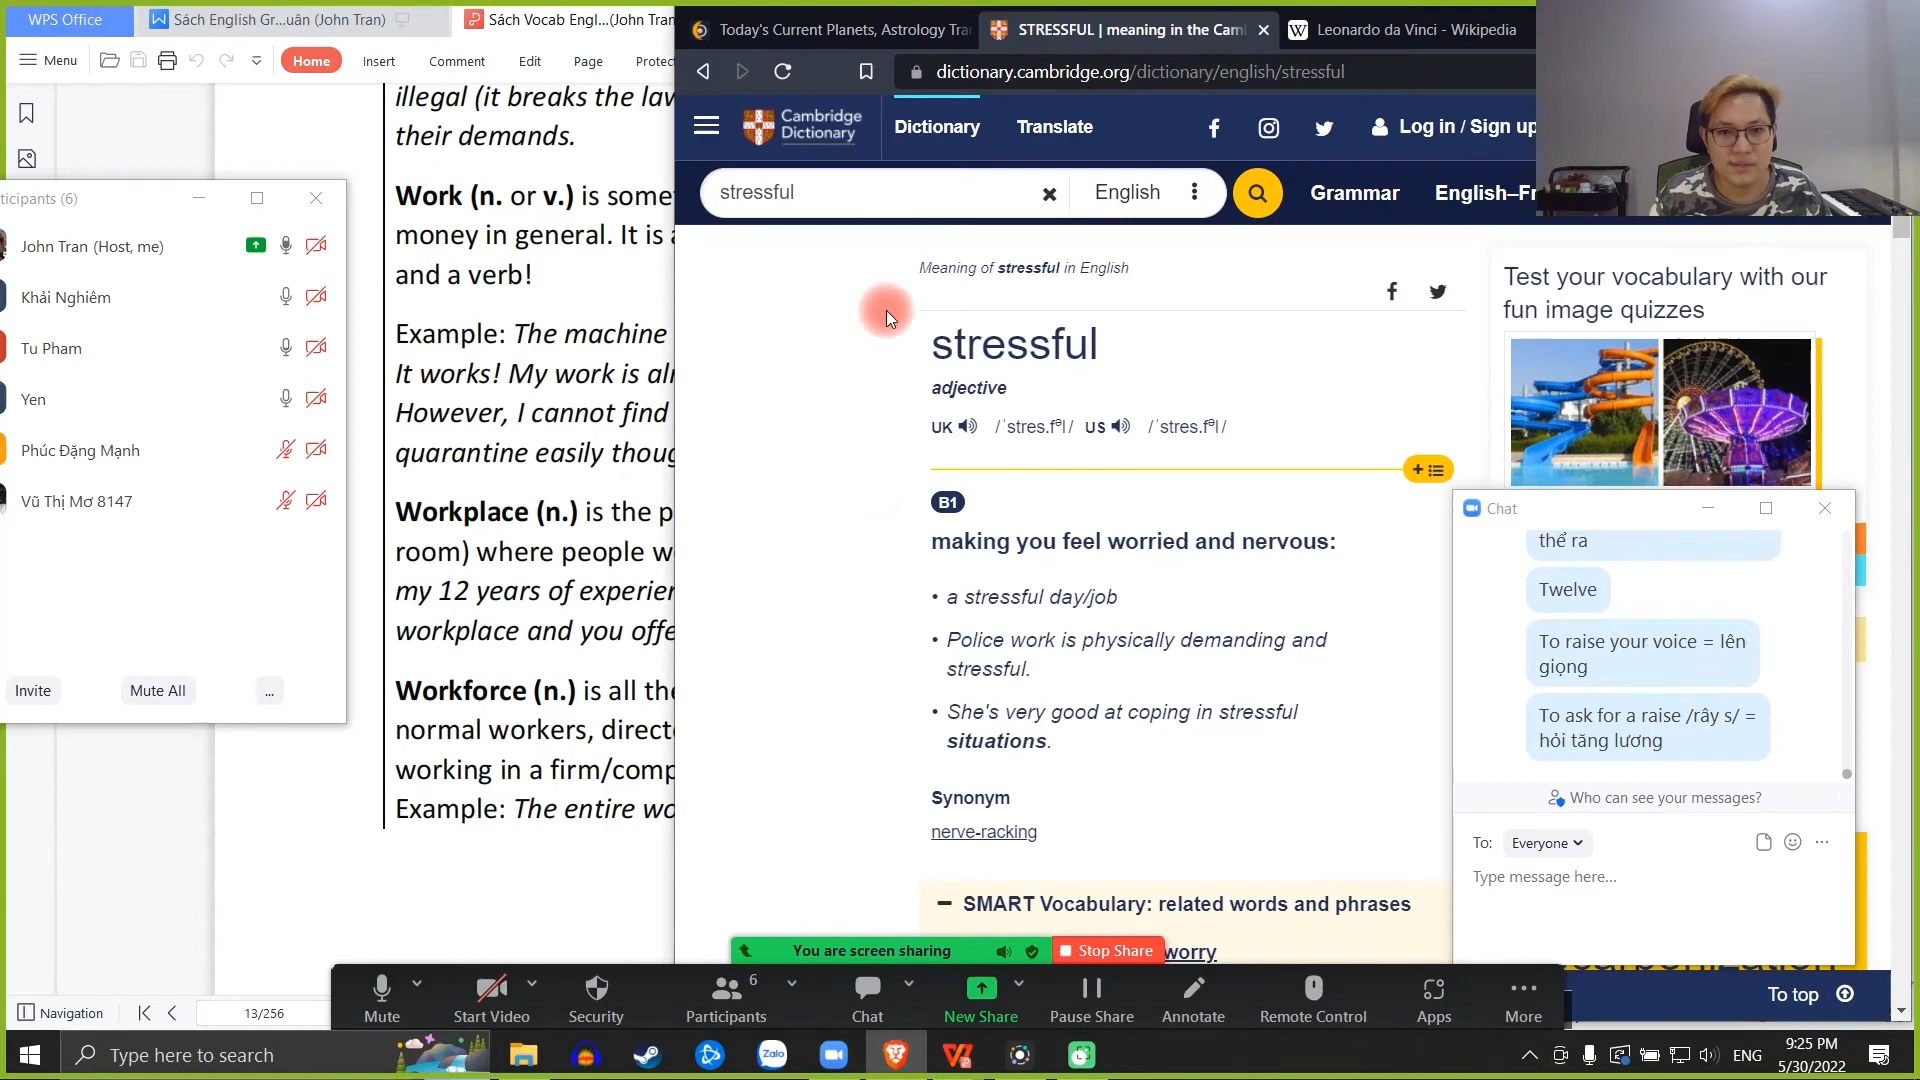 WPS Office
Sách English Gr...uân (John Tran)
Sách Vocab Engl...(John Tran
Today's Current Planets, Astrology Tra
STRESSFUL | meaning in the Cam
Leonardo da Vinci - Wikipedia
Menu
Home
Insert
Comment
Edit
Page
Protec
dictionary.cambridge.org/dictionary/english/stressful
Cambridge
Dictionary
Dictionary
Translate
Log in / Sign up
stressful
English
Grammar
English–Fr
illegal (it breaks the law
their demands.
Work (n. or v.) is some
money in general. It is a
and a verb!
Example: The machine
It works! My work is al
However, I cannot find
quarantine easily thoug
Workplace (n.) is the p
room) where people w
my 12 years of experien
workplace and you offe
Workforce (n.) is all the
normal workers, direct
working in a firm/comp
Example: The entire wo
ticipants (6)
John Tran (Host, me)
Khải Nghiêm
Tu Pham
Yen
Phúc Đặng Mạnh
Vũ Thị Mơ 8147
Invite
Mute All
...
Meaning of stressful in English
stressful
adjective
UK /ˈstres.fəl/ US /ˈstres.fəl/
B1
making you feel worried and nervous:
• a stressful day/job
• Police work is physically demanding and
stressful.
• She's very good at coping in stressful
situations.
Synonym
nerve-racking
SMART Vocabulary: related words and phrases
worry
Test your vocabulary with our
fun image quizzes
Chat
thể ra
Twelve
To raise your voice = lên
giọng
To ask for a raise /rây s/ =
hỏi tăng lương
Who can see your messages?
To: Everyone
Type message here...
To top
You are screen sharing
Stop Share
Navigation
13/256
Mute
Start Video
Security
6
Participants
Chat
New Share
Pause Share
Annotate
Remote Control
Apps
More
Type here to search
Zalo
ENG
9:25 PM
5/30/2022